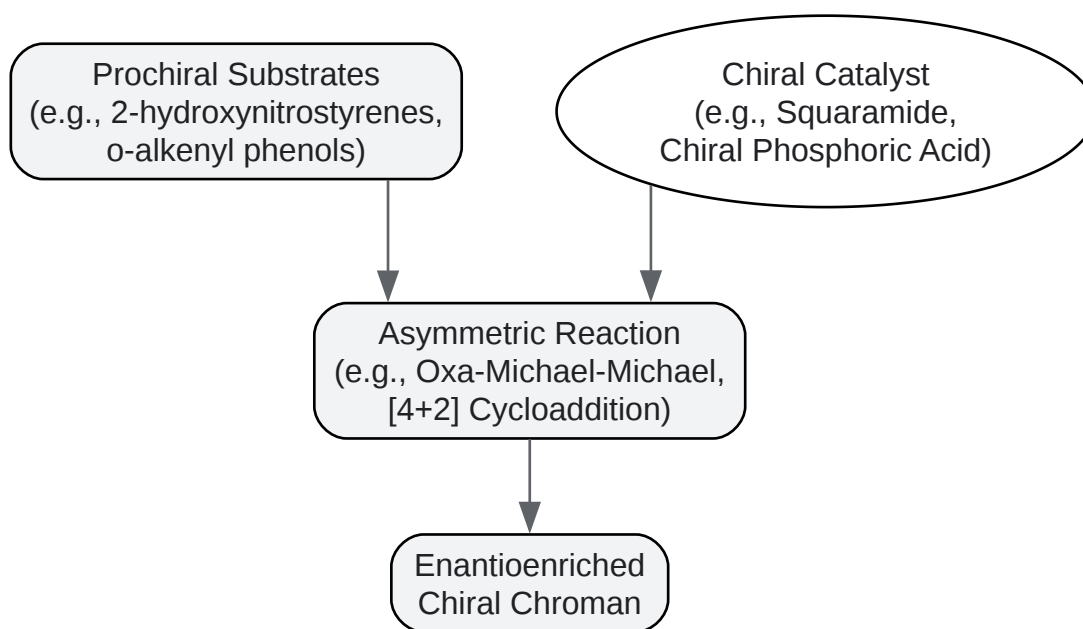 Prochiral Substrates
(e.g., 2-hydroxynitrostyrenes,
o-alkenyl phenols)
Chiral Catalyst
(e.g., Squaramide,
Chiral Phosphoric Acid)
Asymmetric Reaction
(e.g., Oxa-Michael-Michael,
[4+2] Cycloaddition)
Enantioenriched
Chiral Chroman